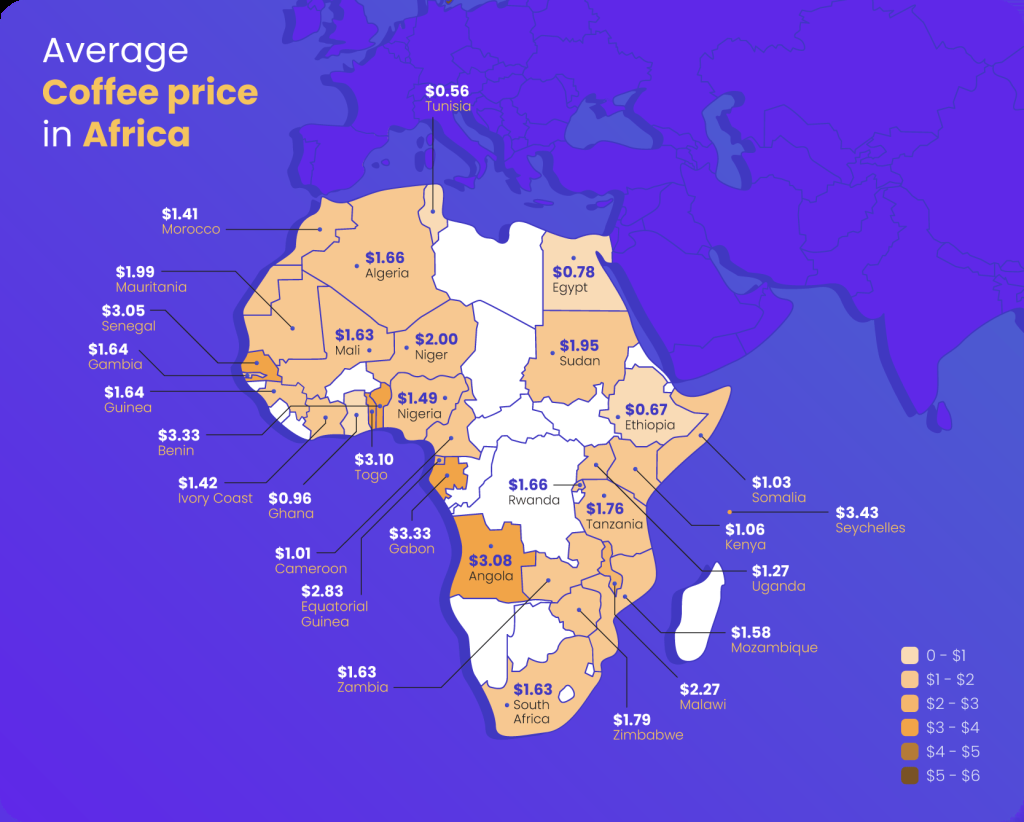 Average
Coffee price
in Africa
$0.56
Tunisia
$1.41
Morocco
$1.66
Algeria
$0.78
Egypt
$1.99
Mauritania
$3.05
Senegal
$1.64
Gambia
$1.64
Guinea
$3.33
Benin
$1.42
Ivory Coast
$0.96
Ghana
$3.10
Togo
$1.63
Mali
$2.00
Niger
$1.49
Nigeria
$1.95
Sudan
$0.67
Ethiopia
$1.03
Somalia
$3.43
Seychelles
$1.06
Kenya
$1.27
Uganda
$1.66
Rwanda
$1.76
Tanzania
$3.33
Gabon
$1.01
Cameroon
$2.83
Equatorial
Guinea
$3.08
Angola
$1.58
Mozambique
$2.27
Malawi
$1.79
Zimbabwe
$1.63
Zambia
$1.63
South
Africa
0 - $1
$1 - $2
$2 - $3
$3 - $4
$4 - $5
$5 - $6